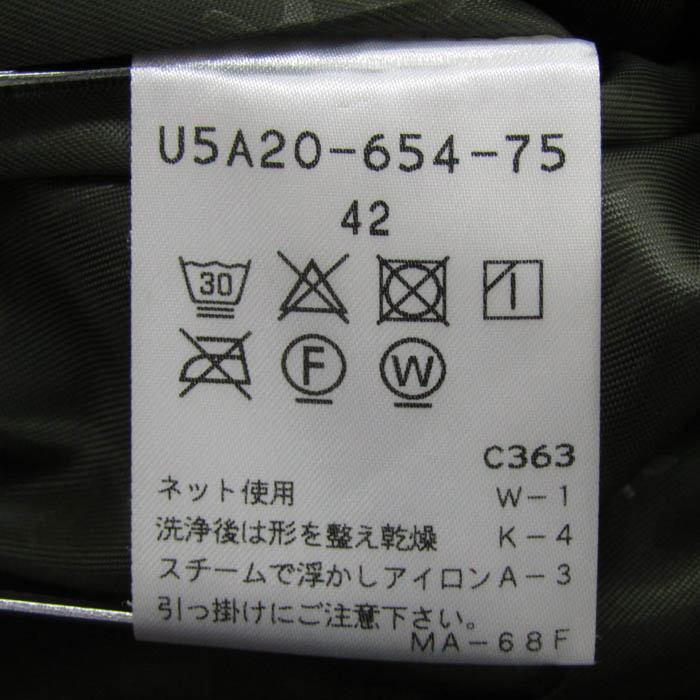 U5A20-654-75
42
30
F W
C363
ネット使用 W-1
洗浄後は形を整え乾燥 K-4
スチームで浮かしアイロン A-3
引っ掛けにご注意下さい。
MA-68F